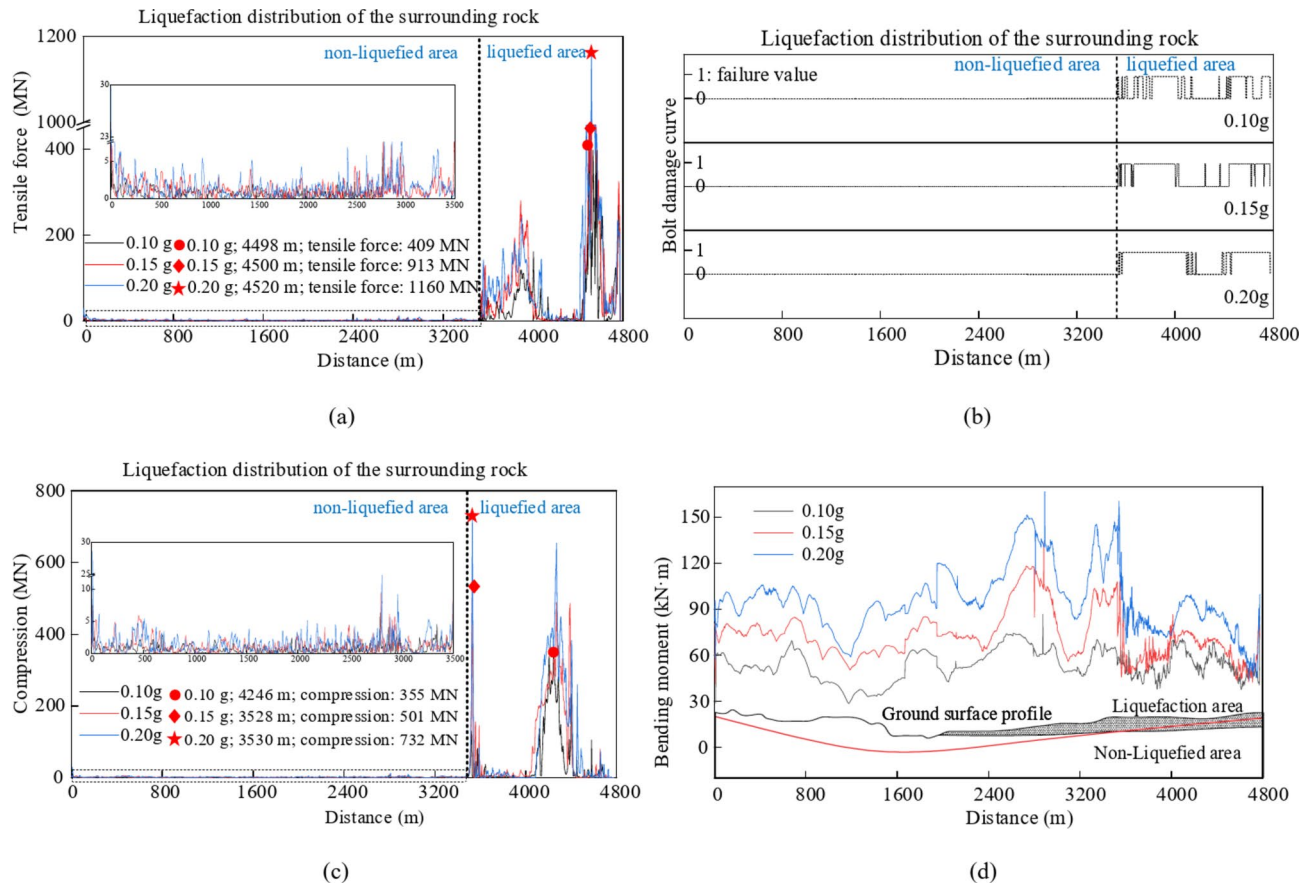 Liquefaction distribution of the surrounding rock
non-liquefied area
liquefied area
Tensile force (MN)
1200
1000
400
200
0
30
23
5
0
0 500 1000 1500 2000 2500 3000 3500
0.10 g 0.10 g; 4498 m; tensile force: 409 MN
0.15 g 0.15 g; 4500 m; tensile force: 913 MN
0.20 g 0.20 g; 4520 m; tensile force: 1160 MN
0 800 1600 2400 3200 4000 4800
Distance (m)
(a)
Liquefaction distribution of the surrounding rock
non-liquefied area
liquefied area
Bolt damage curve
1: failure value
0
0.10g
1
0
0.15g
1
0
0.20g
0 800 1600 2400 3200 4000 4800
Distance (m)
(b)
Liquefaction distribution of the surrounding rock
non-liquefied area
liquefied area
Compression (MN)
800
600
400
200
0
30
25
10
5
0
0 500 1000 1500 2000 2500 3000 3500
0.10g 0.10 g; 4246 m; compression: 355 MN
0.15g 0.15 g; 3528 m; compression: 501 MN
0.20g 0.20 g; 3530 m; compression: 732 MN
0 800 1600 2400 3200 4000 4800
Distance (m)
(c)
Bending moment (kN·m)
150
120
90
60
30
0
0.10g
0.15g
0.20g
Ground surface profile
Liquefaction area
Non-Liquefied area
0 800 1600 2400 3200 4000 4800
Distance (m)
(d)